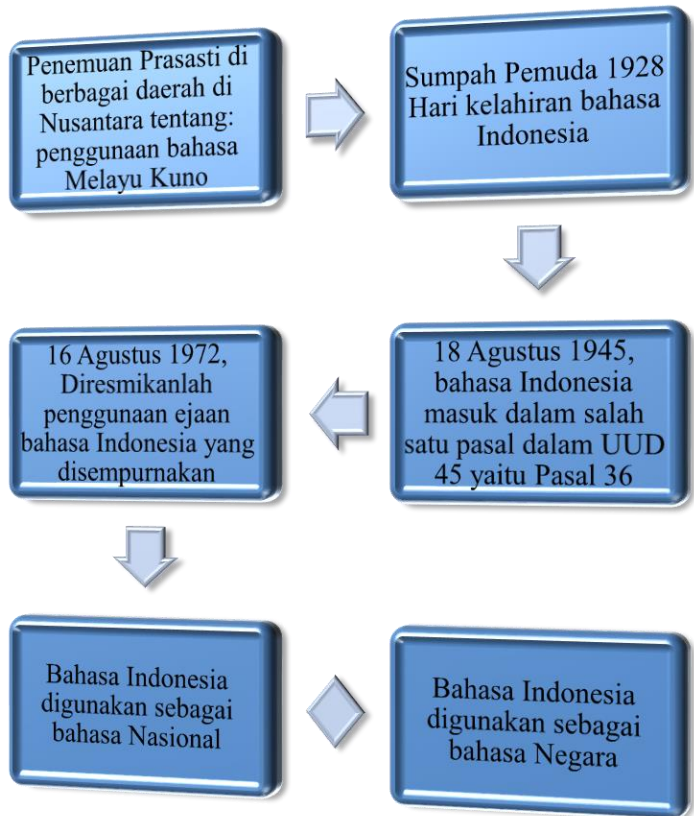 Penemuan Prasasti di
berbagai daerah di
Nusantara tentang:
penggunaan bahasa
Melayu Kuno
Sumpah Pemuda 1928
Hari kelahiran bahasa
Indonesia
18 Agustus 1945,
bahasa Indonesia
masuk dalam salah
satu pasal dalam UUD
45 yaitu Pasal 36
16 Agustus 1972,
Diresmikanlah
penggunaan ejaan
bahasa Indonesia yang
disempurnakan
Bahasa Indonesia
digunakan sebagai
bahasa Nasional
Bahasa Indonesia
digunakan sebagai
bahasa Negara